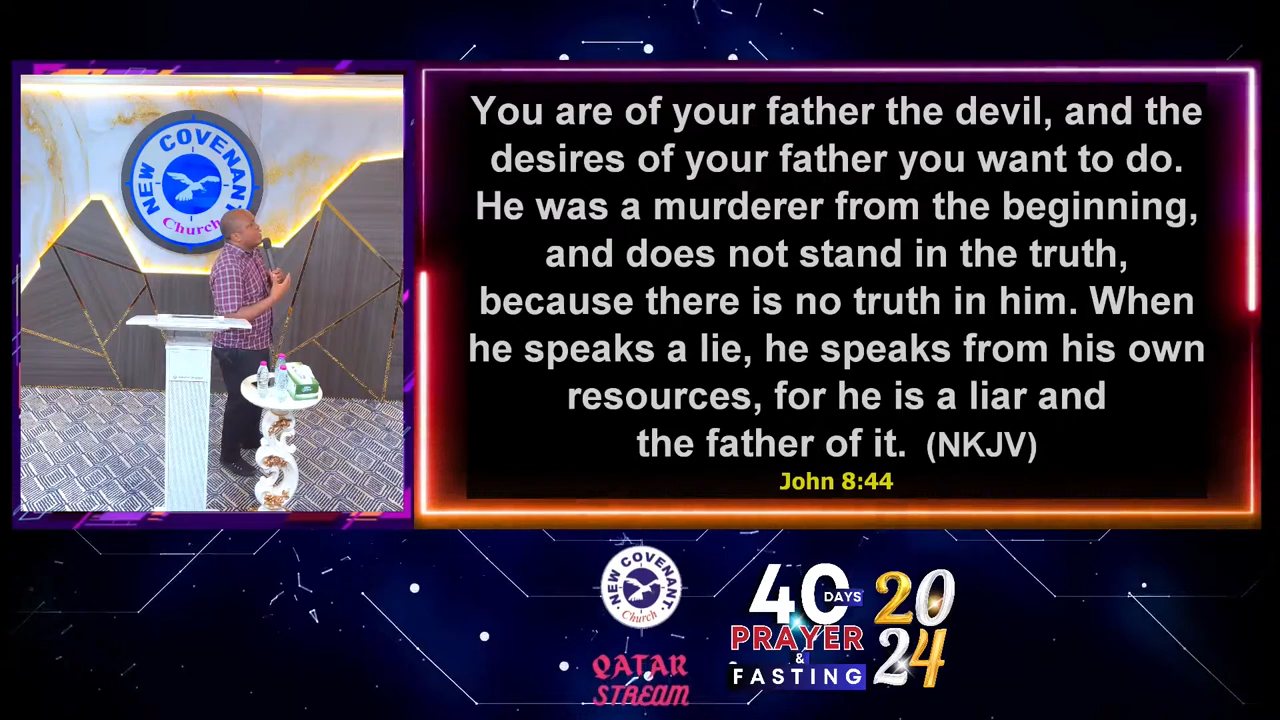 NEW COVENANT
Church
You are of your father the devil, and the
desires of your father you want to do.
He was a murderer from the beginning,
and does not stand in the truth,
because there is no truth in him. When
he speaks a lie, he speaks from his own
resources, for he is a liar and
the father of it. (NKJV)
John 8:44
NEW COVENANT
Church
QATAR
STREAM
40
DAYS
PRAYER
&
FASTING
20
24